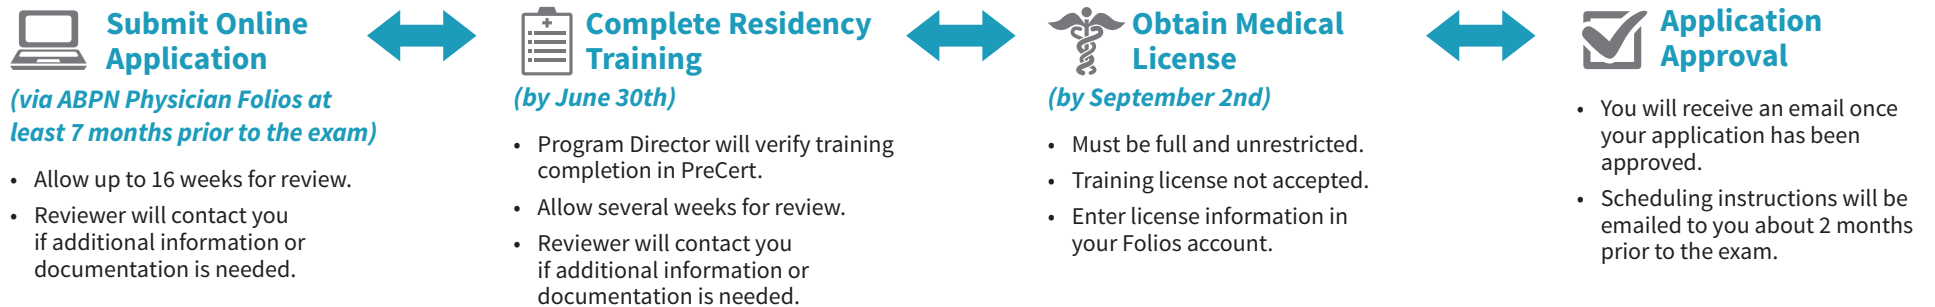 Submit Online
Application
(via ABPN Physician Folios at
least 7 months prior to the exam)
• Allow up to 16 weeks for review.
• Reviewer will contact you
if additional information or
documentation is needed.
Complete Residency
Training
(by June 30th)
• Program Director will verify training
completion in PreCert.
• Allow several weeks for review.
• Reviewer will contact you
if additional information or
documentation is needed.
Obtain Medical
License
(by September 2nd)
• Must be full and unrestricted.
• Training license not accepted.
• Enter license information in
your Folios account.
Application
Approval
• You will receive an email once
your application has been
approved.
• Scheduling instructions will be
emailed to you about 2 months
prior to the exam.